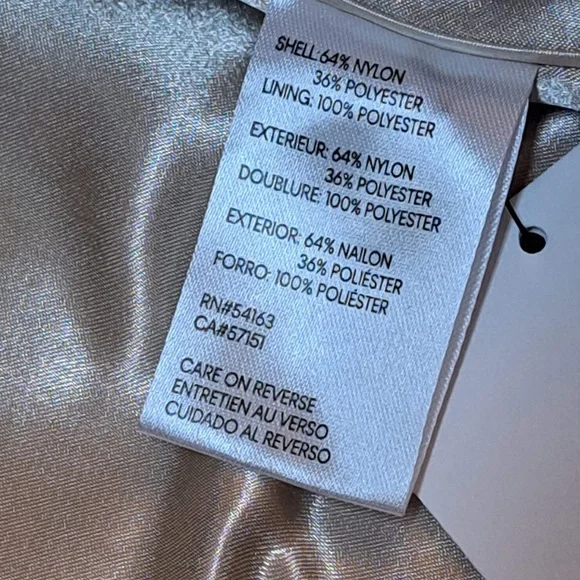 SHELL: 64% NYLON
36% POLYESTER
LINING: 100% POLYESTER
EXTERIEUR: 64% NYLON
36% POLYESTER
DOUBLURE: 100% POLYESTER
EXTERIOR: 64% NAILON
36% POLIÉSTER
FORRO: 100% POLIÉSTER
RN#54163
CA#57151
CARE ON REVERSE
ENTRETIEN AU VERSO
CUIDADO AL REVERSO